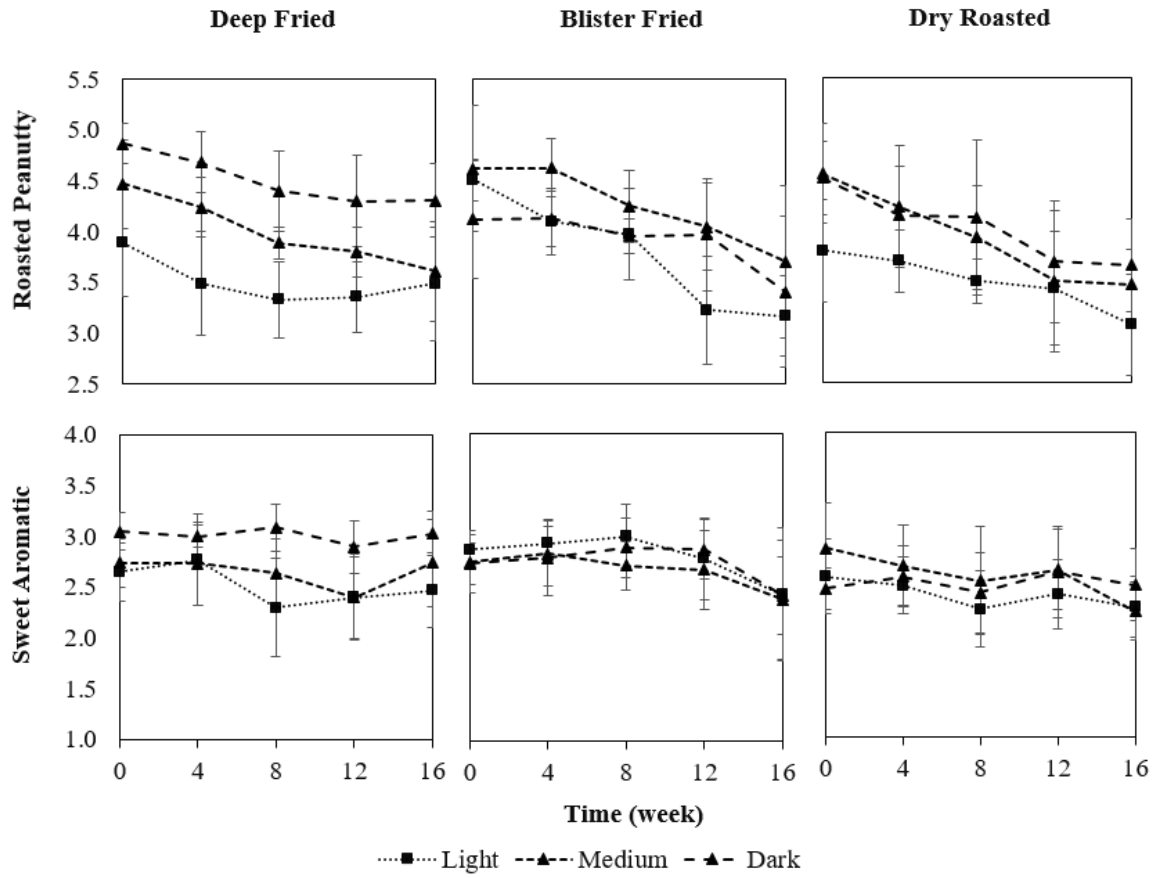 Deep Fried Blister Fried Dry Roasted
Roasted Peanutty
5.5
5.0
4.5
4.0
3.5
3.0
2.5
Sweet Aromatic
4.0
3.5
3.0
2.5
2.0
1.5
1.0
0 4 8 12 16 0 4 8 12 16 0 4 8 12 16
Time (week)
Light Medium Dark